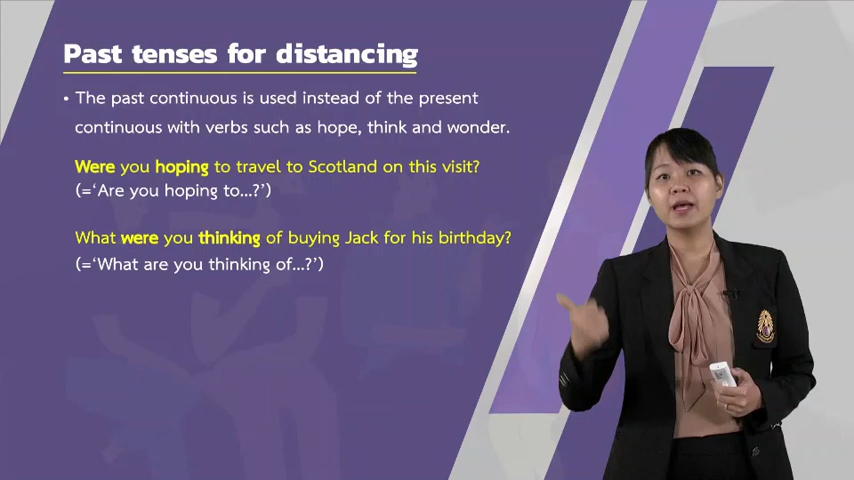 Past tenses for distancing
• The past continuous is used instead of the present
continuous with verbs such as hope, think and wonder.
Were you hoping to travel to Scotland on this visit?
(=‘Are you hoping to...?’)
What were you thinking of buying Jack for his birthday?
(=‘What are you thinking of...?’)